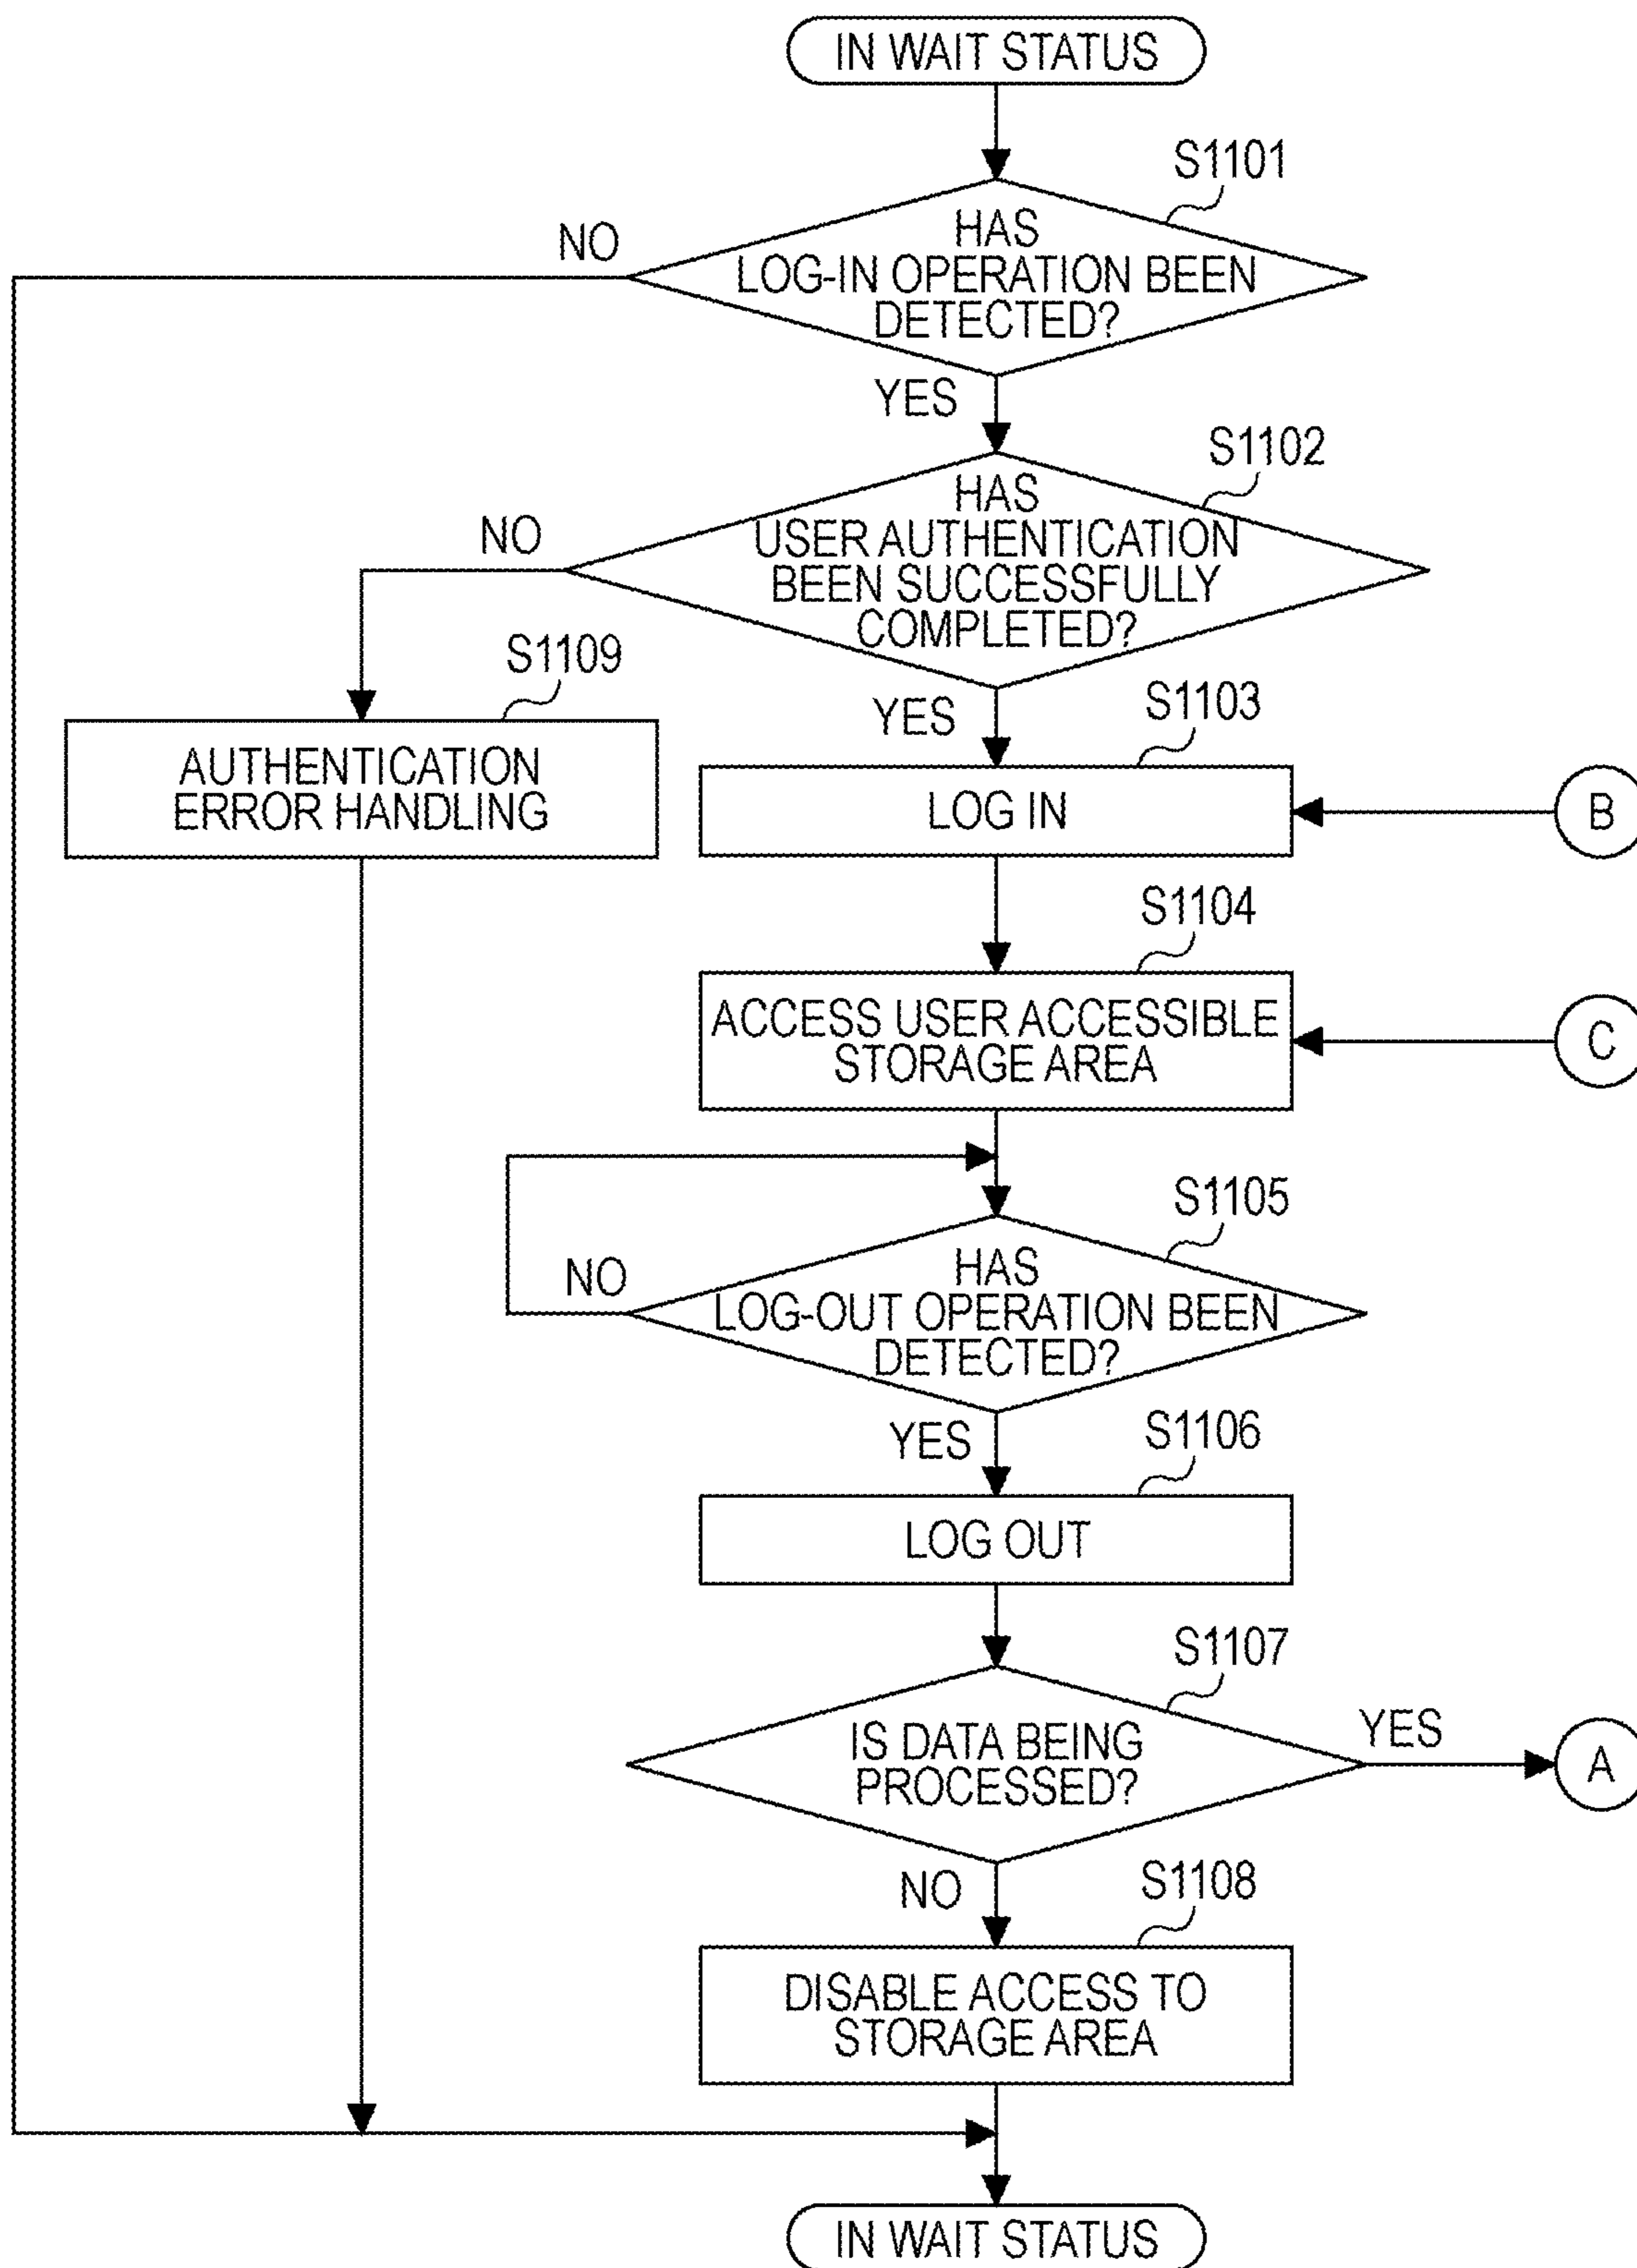 IN WAIT STATUS
S1101
NO
HAS
LOG-IN OPERATION BEEN
DETECTED?
YES
S1102
NO
HAS
USER AUTHENTICATION
BEEN SUCCESSFULLY
COMPLETED?
S1109
YES
S1103
AUTHENTICATION
ERROR HANDLING
LOG IN
B
S1104
ACCESS USER ACCESSIBLE
STORAGE AREA
C
S1105
NO
HAS
LOG-OUT OPERATION BEEN
DETECTED?
YES
S1106
LOG OUT
S1107
IS DATA BEING
PROCESSED?
YES
A
NO
S1108
DISABLE ACCESS TO
STORAGE AREA
IN WAIT STATUS